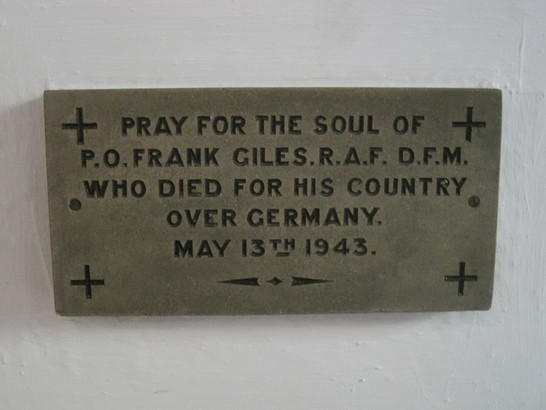 PRAY FOR THE SOUL OF
P.O. FRANK GILES. R.A.F. D.F.M.
WHO DIED FOR HIS COUNTRY
OVER GERMANY.
MAY 13TH 1943.